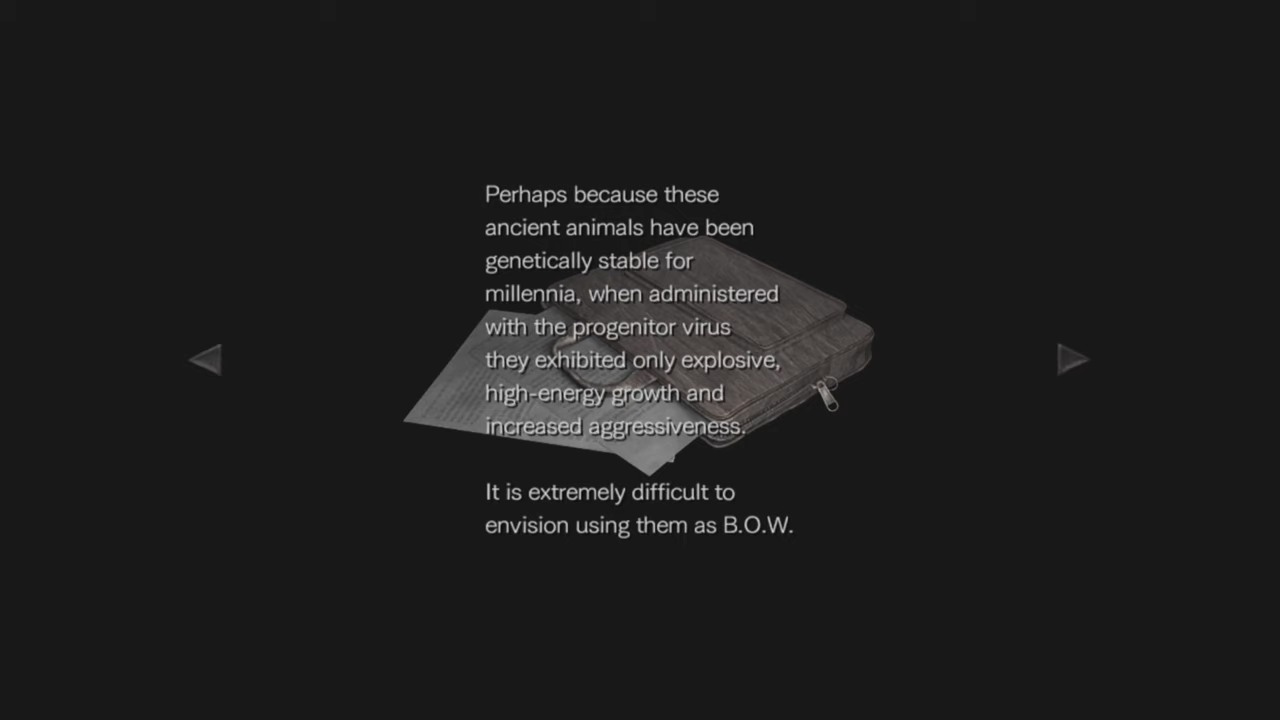 Perhaps because these
ancient animals have been
genetically stable for
millennia, when administered
with the progenitor virus
they exhibited only explosive,
high-energy growth and
increased aggressiveness.
It is extremely difficult to
envision using them as B.O.W.